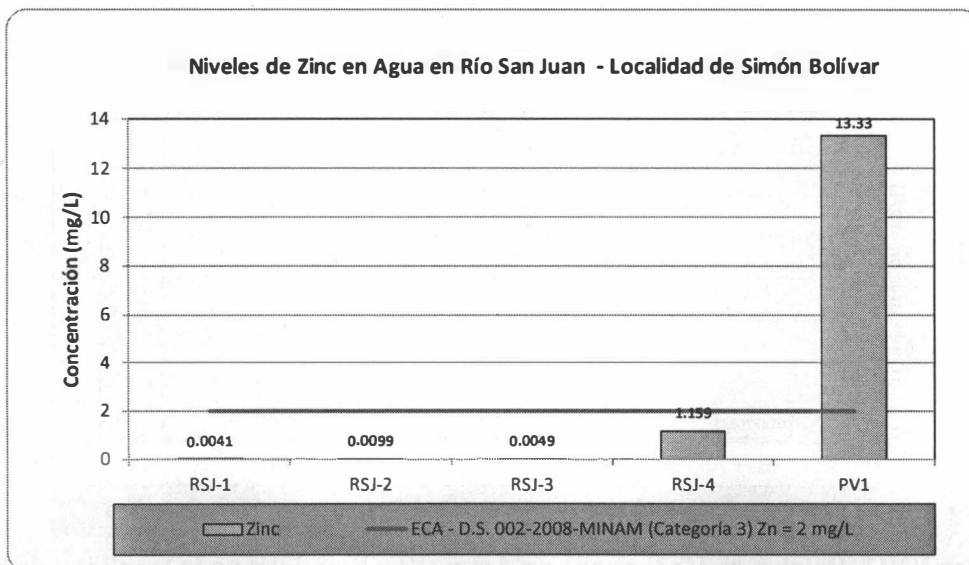 Niveles de Zinc en Agua en Río San Juan - Localidad de Simón Bolívar
Concentración (mg/L)
14
12
10
8
6
4
2
0
0.0041
0.0099
0.0049
1.159
13.33
RSJ-1
RSJ-2
RSJ-3
RSJ-4
PV1
Zinc
ECA - D.S. 002-2008-MINAM (Categoría 3) Zn = 2 mg/L